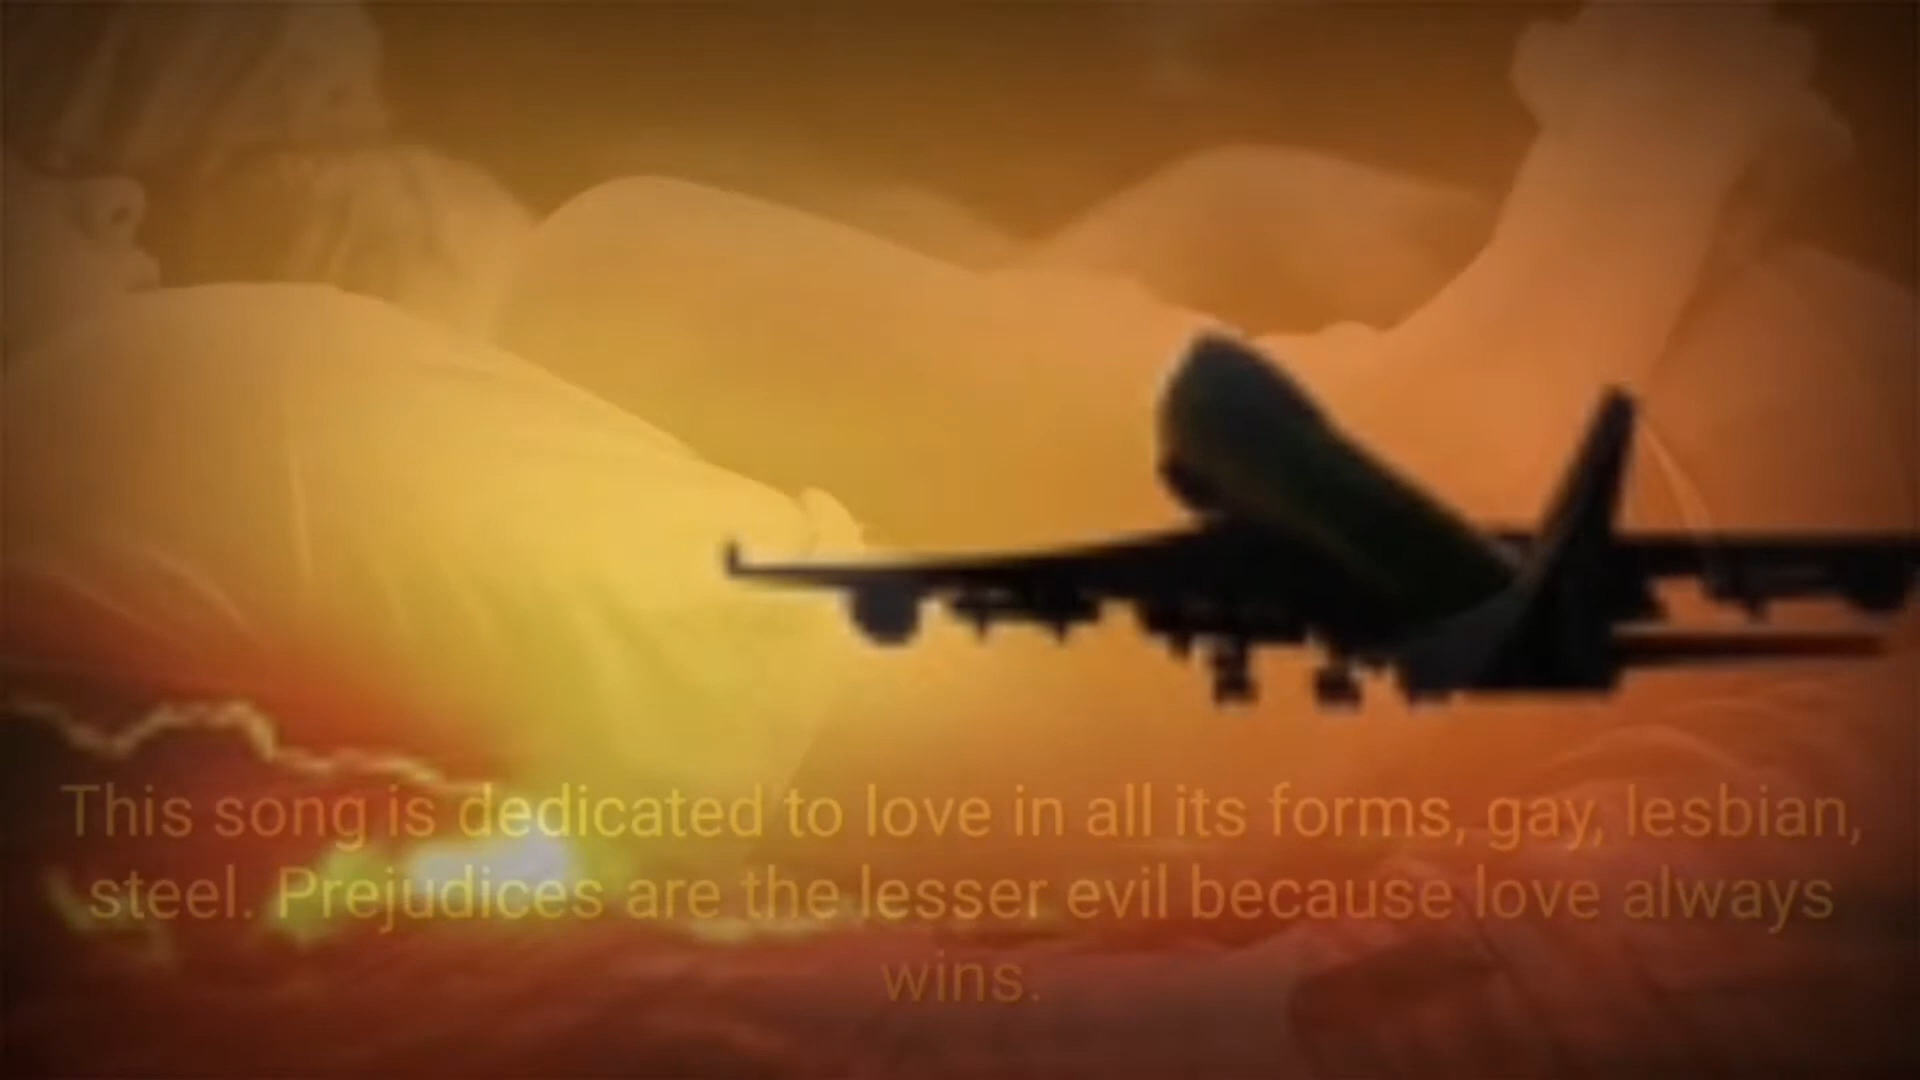 This song is dedicated to love in all its forms, gay, lesbian,
steel. Prejudices are the lesser evil because love always
wins.